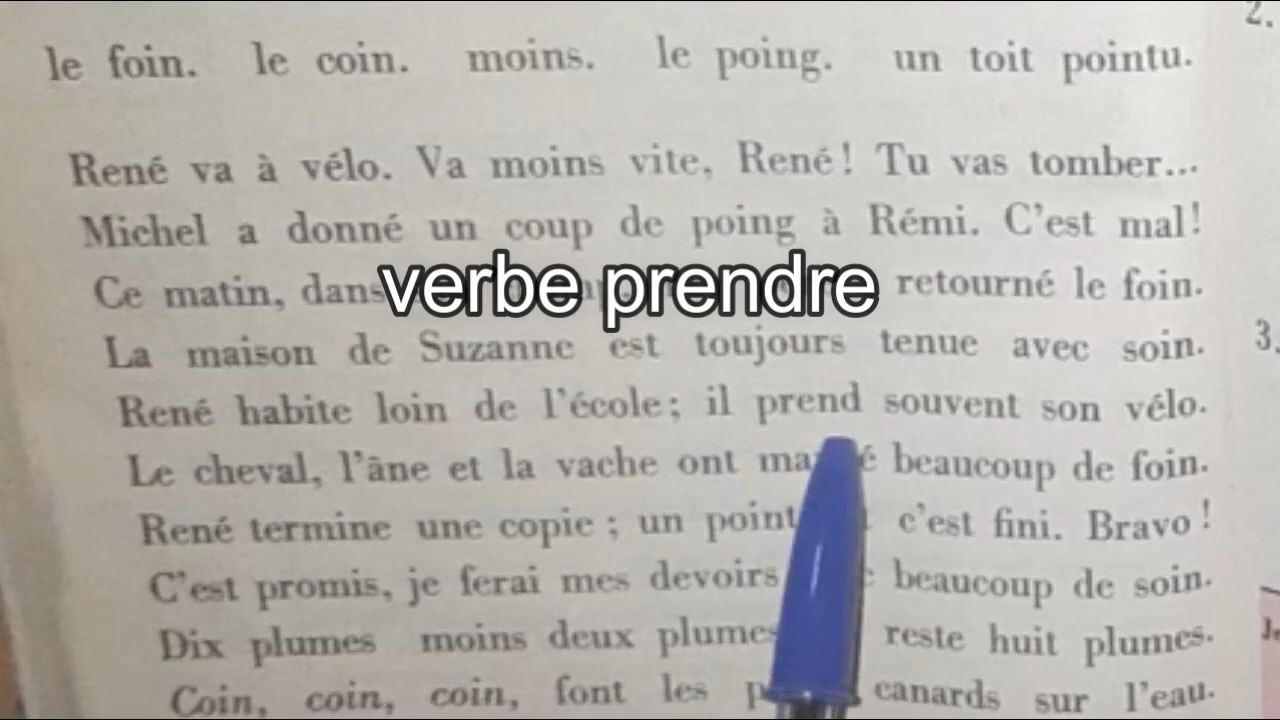 2.
le foin. le coin. moins. le poing. un toit pointu.
René va à vélo. Va moins vite, René! Tu vas tomber...
Michel a donné un coup de poing à Rémi. C'est mal!
Ce matin, dans retourné le foin.
verbe prendre
La maison de Suzanne est toujours tenue avec soin.
3.
René habite loin de l'école; il prend souvent son vélo.
Le cheval, l'âne et la vache ont beaucoup de foin.
René termine une copie; un point c'est fini. Bravo!
C'est promis, je ferai mes devoirs beaucoup de soin.
Dix plumes moins deux plumes reste huit plumes.
Coin, coin, coin, font les canards sur l'eau.